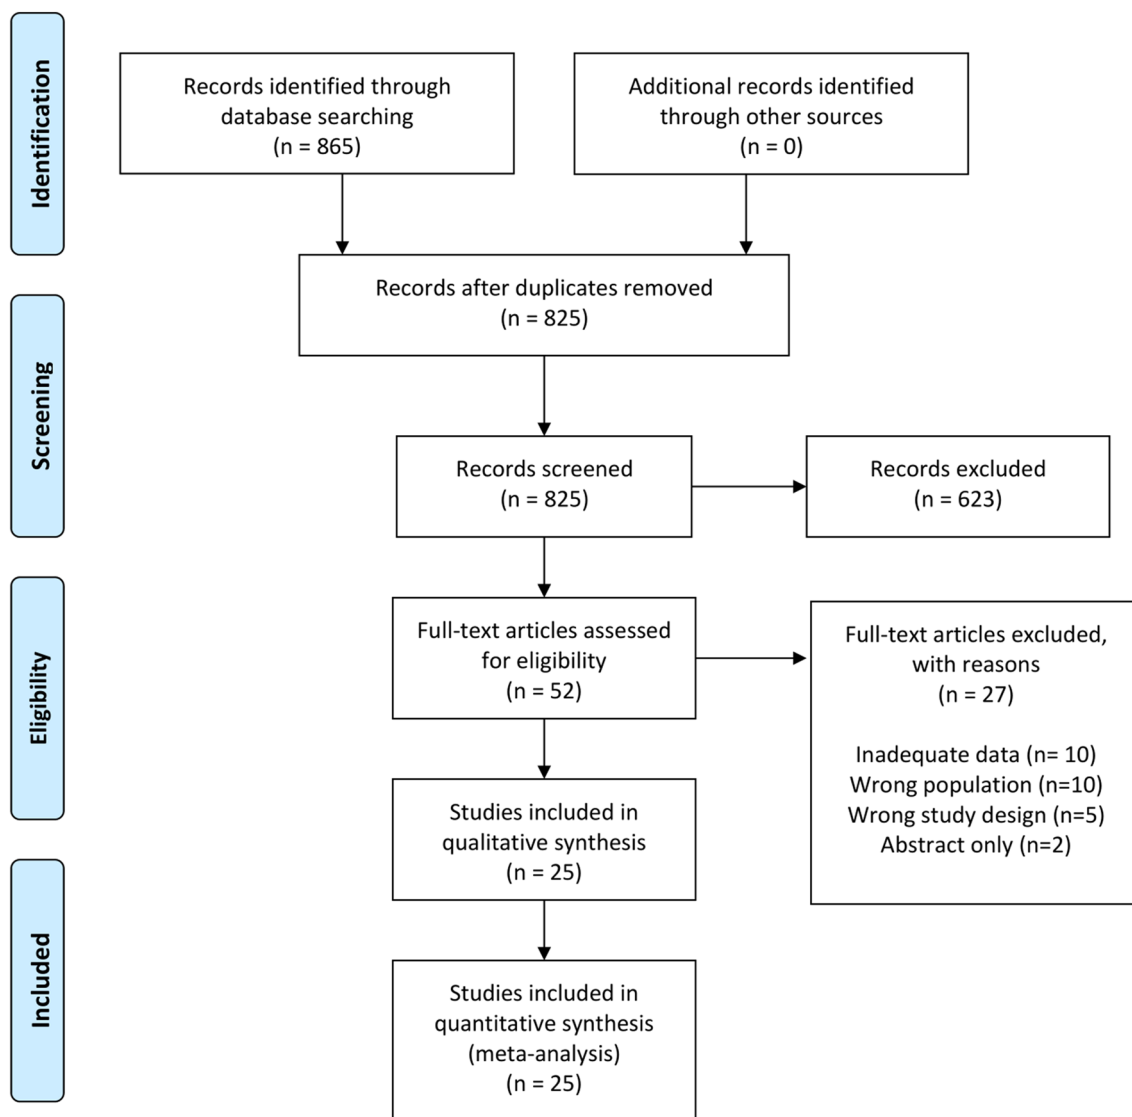 Identification
Records identified through
database searching
(n = 865)
Additional records identified
through other sources
(n = 0)
Records after duplicates removed
(n = 825)
Screening
Records screened
(n = 825)
Records excluded
(n = 623)
Eligibility
Full-text articles assessed
for eligibility
(n = 52)
Full-text articles excluded,
with reasons
(n = 27)
Inadequate data (n= 10)
Wrong population (n=10)
Wrong study design (n=5)
Abstract only (n=2)
Studies included in
qualitative synthesis
(n = 25)
Included
Studies included in
quantitative synthesis
(meta-analysis)
(n = 25)